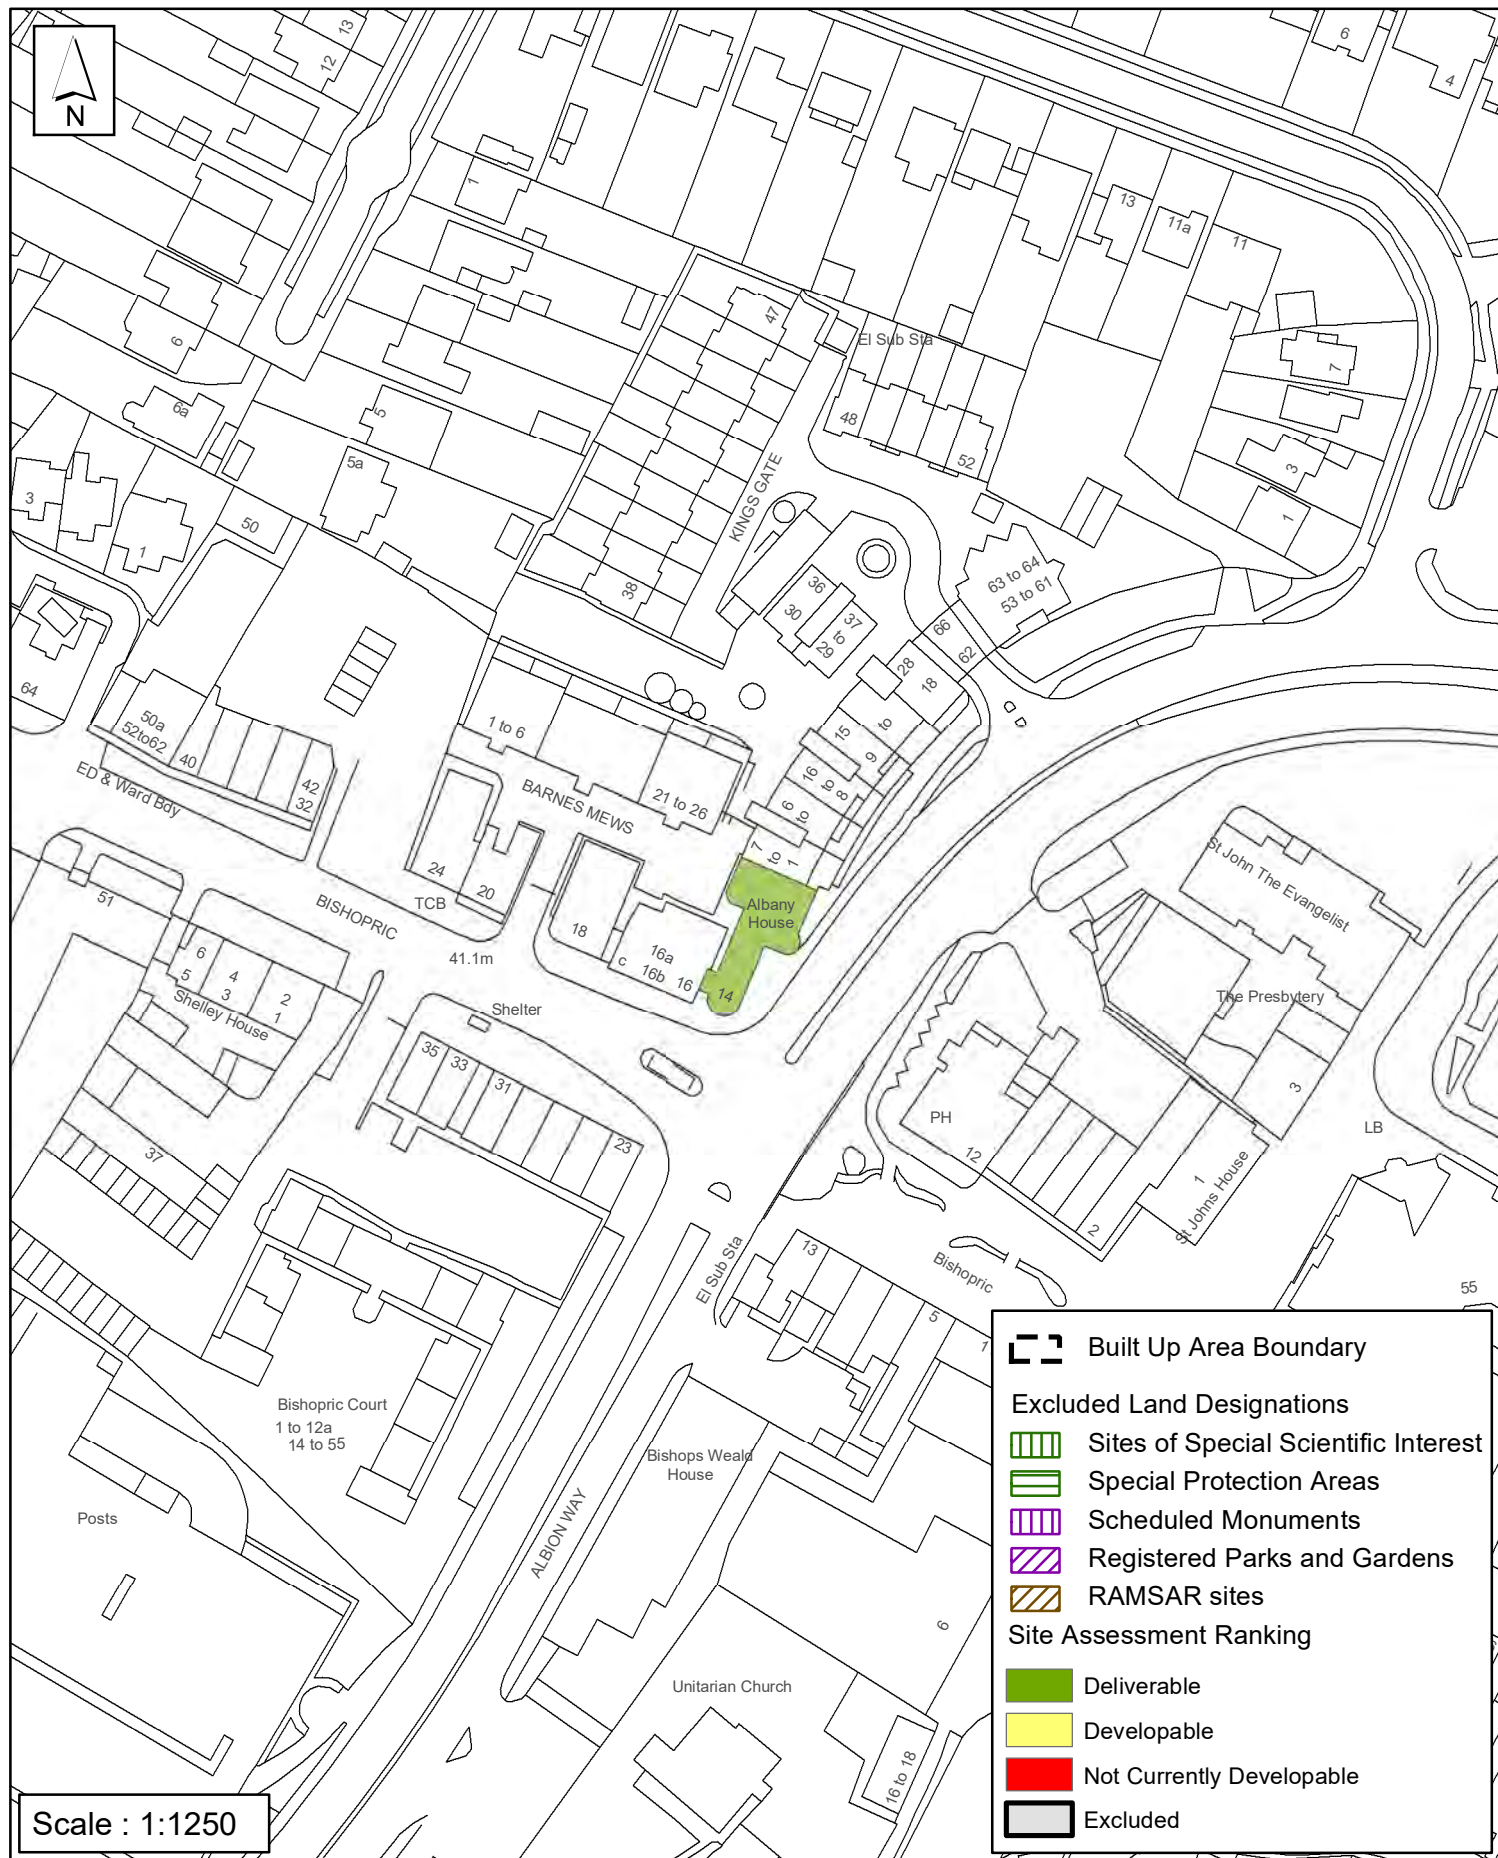 N
13
12
6
4
1
13
11a
11
47
El Sub Sta
6
7
6a
5
48
5a
52
3
3
50
1
1
KINGS GATE
38
36
30
37
to
29
63 to 64
53 to 61
66
62
28
18
64
50a
52to62
40
42
32
ED & Ward Bdy
1 to 6
BARNES MEWS
21 to 26
15
to
9
16
to
8
6
to
7
to
1
24
20
TCB
BISHOPRIC
41.1m
18
16a
c
16b
16
Albany
House
14
St John The Evangelist
The Presbytery
51
6
5
4
3
2
1
Shelley House
Shelter
35
33
31
23
37
PH
12
2
1
St Johns House
3
LB
El Sub Sta
13
5
1
Bishopric
55
Bishopric Court
1 to 12a
14 to 55
Bishops Weald
House
Posts
ALBION WAY
6
Unitarian Church
16 to 18
Built Up Area Boundary
Excluded Land Designations
Sites of Special Scientific Interest
Special Protection Areas
Scheduled Monuments
Registered Parks and Gardens
RAMSAR sites
Site Assessment Ranking
Deliverable
Developable
Not Currently Developable
Excluded
Scale : 1:1250